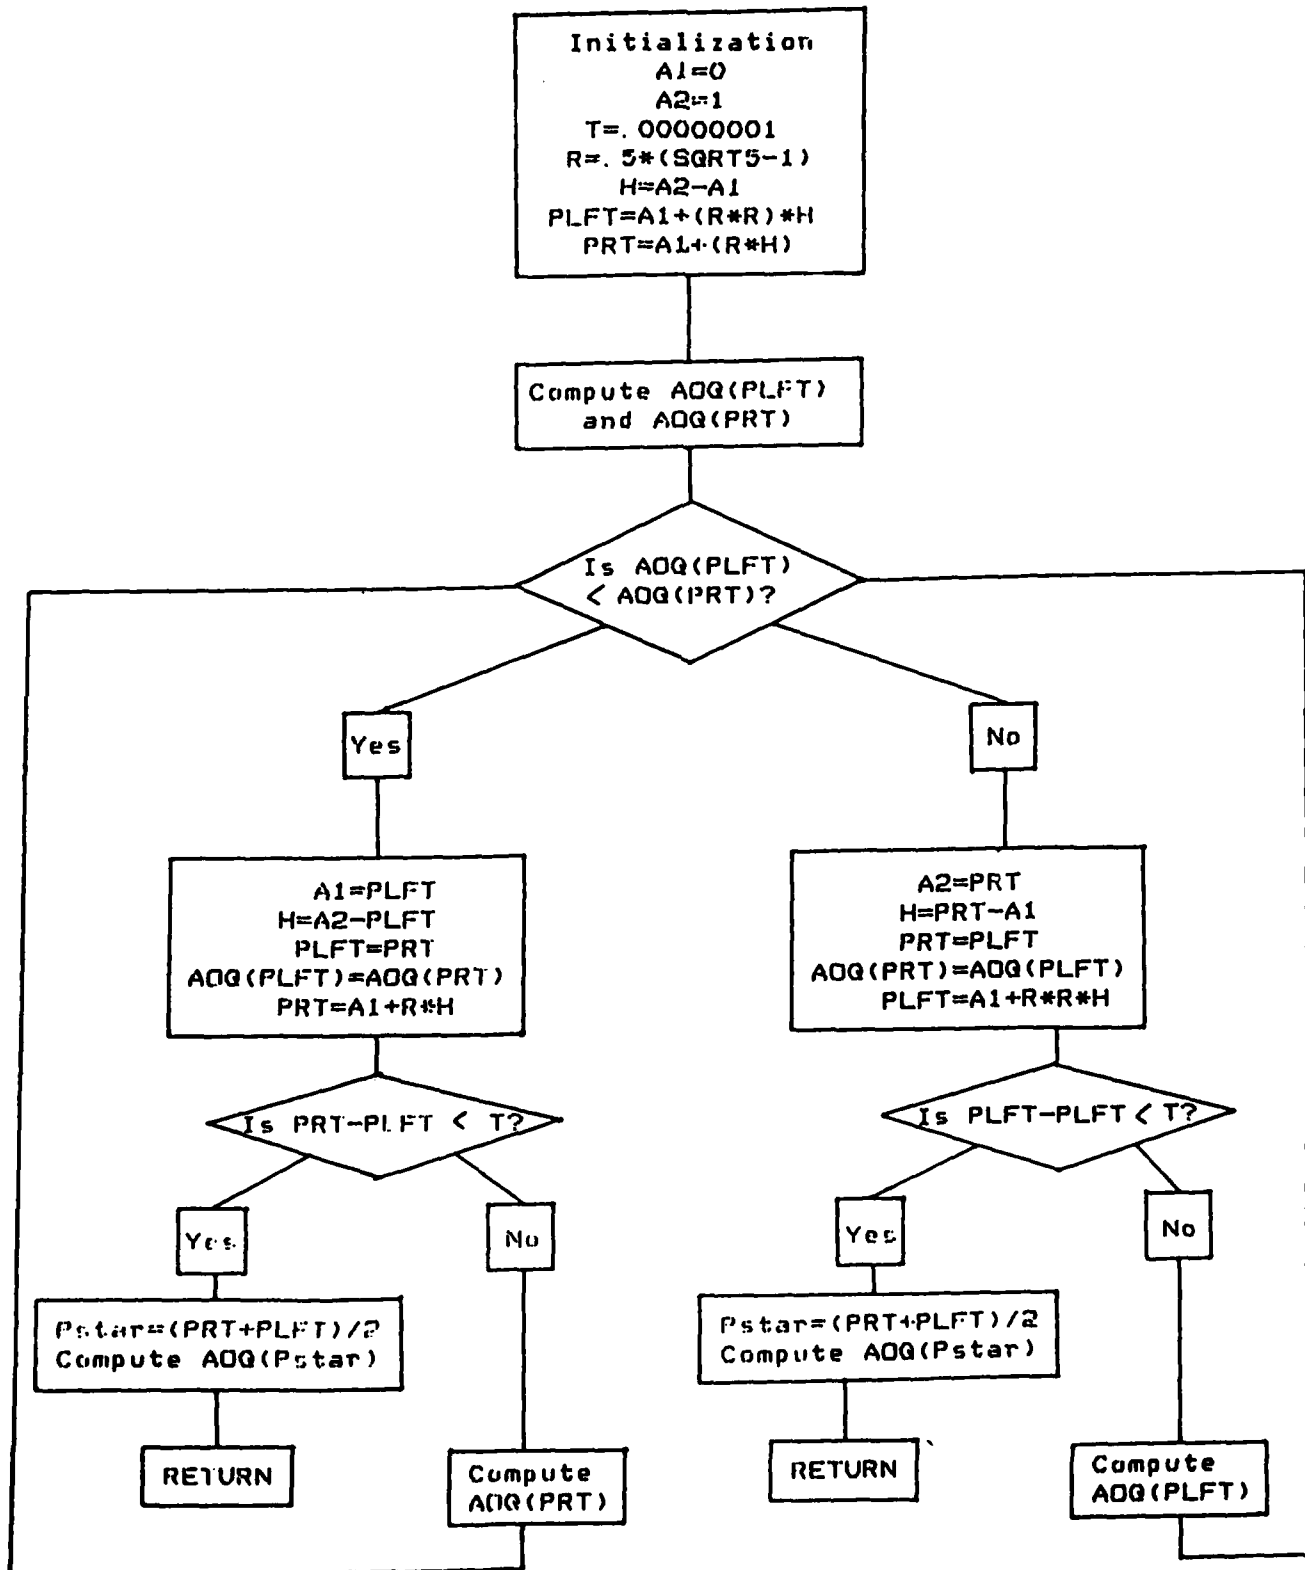 Initialization
A1=0
A2=1
T=.00000001
R=.5*(SQRT5-1)
H=A2-A1
PLFT=A1+(R*R)*H
PRT=A1+(R*H)
Compute AOQ(PLFT)
and AOQ(PRT)
Is AOQ(PLFT)
< AOQ(PRT)?
Yes
No
A1=PLFT
H=A2-PLFT
PLFT=PRT
AOQ(PLFT)=AOQ(PRT)
PRT=A1+R*H
A2=PRT
H=PRT-A1
PRT=PLFT
AOQ(PRT)=AOQ(PLFT)
PLFT=A1+R*R*H
Is PRT-PLFT < T?
Is PLFT-PLFT < T?
Yes
No
Yes
No
Pstar=(PRT+PLFT)/2
Compute AOQ(Pstar)
Pstar=(PRT+PLFT)/2
Compute AOQ(Pstar)
RETURN
Compute
AOQ(PRT)
RETURN
Compute
AOQ(PLFT)